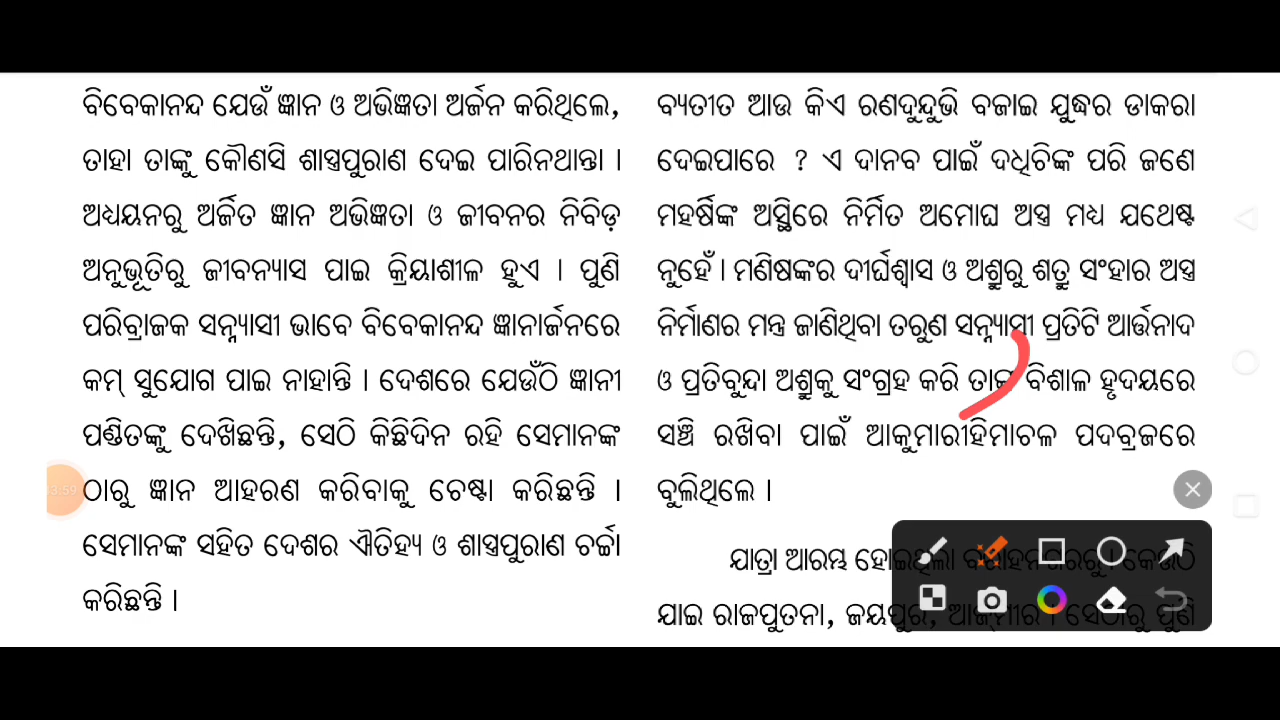 ବିବେକାନନ୍ଦ ଯେଉଁ ଜ୍ଞାନ ଓ ଅଭିଜ୍ଞତା ଅର୍ଜନ କରିଥିଲେ,
ତାହା ତାଙ୍କୁ କୌଣସି ଶାସ୍ତ୍ରପୁରାଣ ଦେଇ ପାରିନଥାନ୍ତା ।
ଅଧ୍ୟୟନରୁ ଅର୍ଜିତ ଜ୍ଞାନ ଅଭିଜ୍ଞତା ଓ ଜୀବନର ନିବିଡ଼
ଅନୁଭୂତିରୁ ଜୀବନ୍ୟାସ ପାଇ କ୍ରିୟାଶୀଳ ହୁଏ । ପୁଣି
ପରିବ୍ରାଜକ ସନ୍ନ୍ୟାସୀ ଭାବେ ବିବେକାନନ୍ଦ ଜ୍ଞାନାର୍ଜନରେ
କମ୍ ସୁଯୋଗ ପାଇ ନାହାନ୍ତି । ଦେଶରେ ଯେଉଁଠି ଜ୍ଞାନୀ
ପଣ୍ଡିତଙ୍କୁ ଦେଖିଛନ୍ତି, ସେଠି କିଛିଦିନ ରହି ସେମାନଙ୍କ
ଠାରୁ ଜ୍ଞାନ ଆହରଣ କରିବାକୁ ଚେଷ୍ଟା କରିଛନ୍ତି ।
ସେମାନଙ୍କ ସହିତ ଦେଶର ଐତିହ୍ୟ ଓ ଶାସ୍ତ୍ରପୁରାଣ ଚର୍ଚ୍ଚା
କରିଛନ୍ତି ।
ବ୍ୟତୀତ ଆଉ କିଏ ରଣଦୁନ୍ଦୁଭି ବଜାଇ ଯୁଦ୍ଧର ଡାକରା
ଦେଇପାରେ ? ଏ ଦାନବ ପାଇଁ ଦଧିଚିଙ୍କ ପରି ଜଣେ
ମହର୍ଷିଙ୍କ ଅସ୍ଥିରେ ନିର୍ମିତ ଅମୋଘ ଅସ୍ତ୍ର ମଧ୍ୟ ଯଥେଷ୍ଟ
ନୁହେଁ । ମଣିଷଙ୍କର ଦୀର୍ଘଶ୍ୱାସ ଓ ଅଶ୍ରୁରୁ ଶତ୍ରୁ ସଂହାର ଅସ୍ତ୍ର
ନିର୍ମାଣର ମନ୍ତ୍ର ଜାଣିଥିବା ତରୁଣ ସନ୍ନ୍ୟାସୀ ପ୍ରତିଟି ଆର୍ତ୍ତନାଦ
ଓ ପ୍ରତିବୁନ୍ଦା ଅଶ୍ରୁକୁ ସଂଗ୍ରହ କରି ତାଙ୍କ ବିଶାଳ ହୃଦୟରେ
ସଞ୍ଚି ରଖିବା ପାଇଁ ଆକୁମାରୀହିମାଚଳ ପଦବ୍ରଜରେ
ବୁଲିଥିଲେ ।
ଯାତ୍ରା ଆରମ୍ଭ ହୋଇଥିଲା । କେଉଁଠି
ଯାଇ ରାଜପୁତନା, ଜୟପୁର, ଆଜ୍‌ମୀର । ସେଠାରୁ ପୁଣି